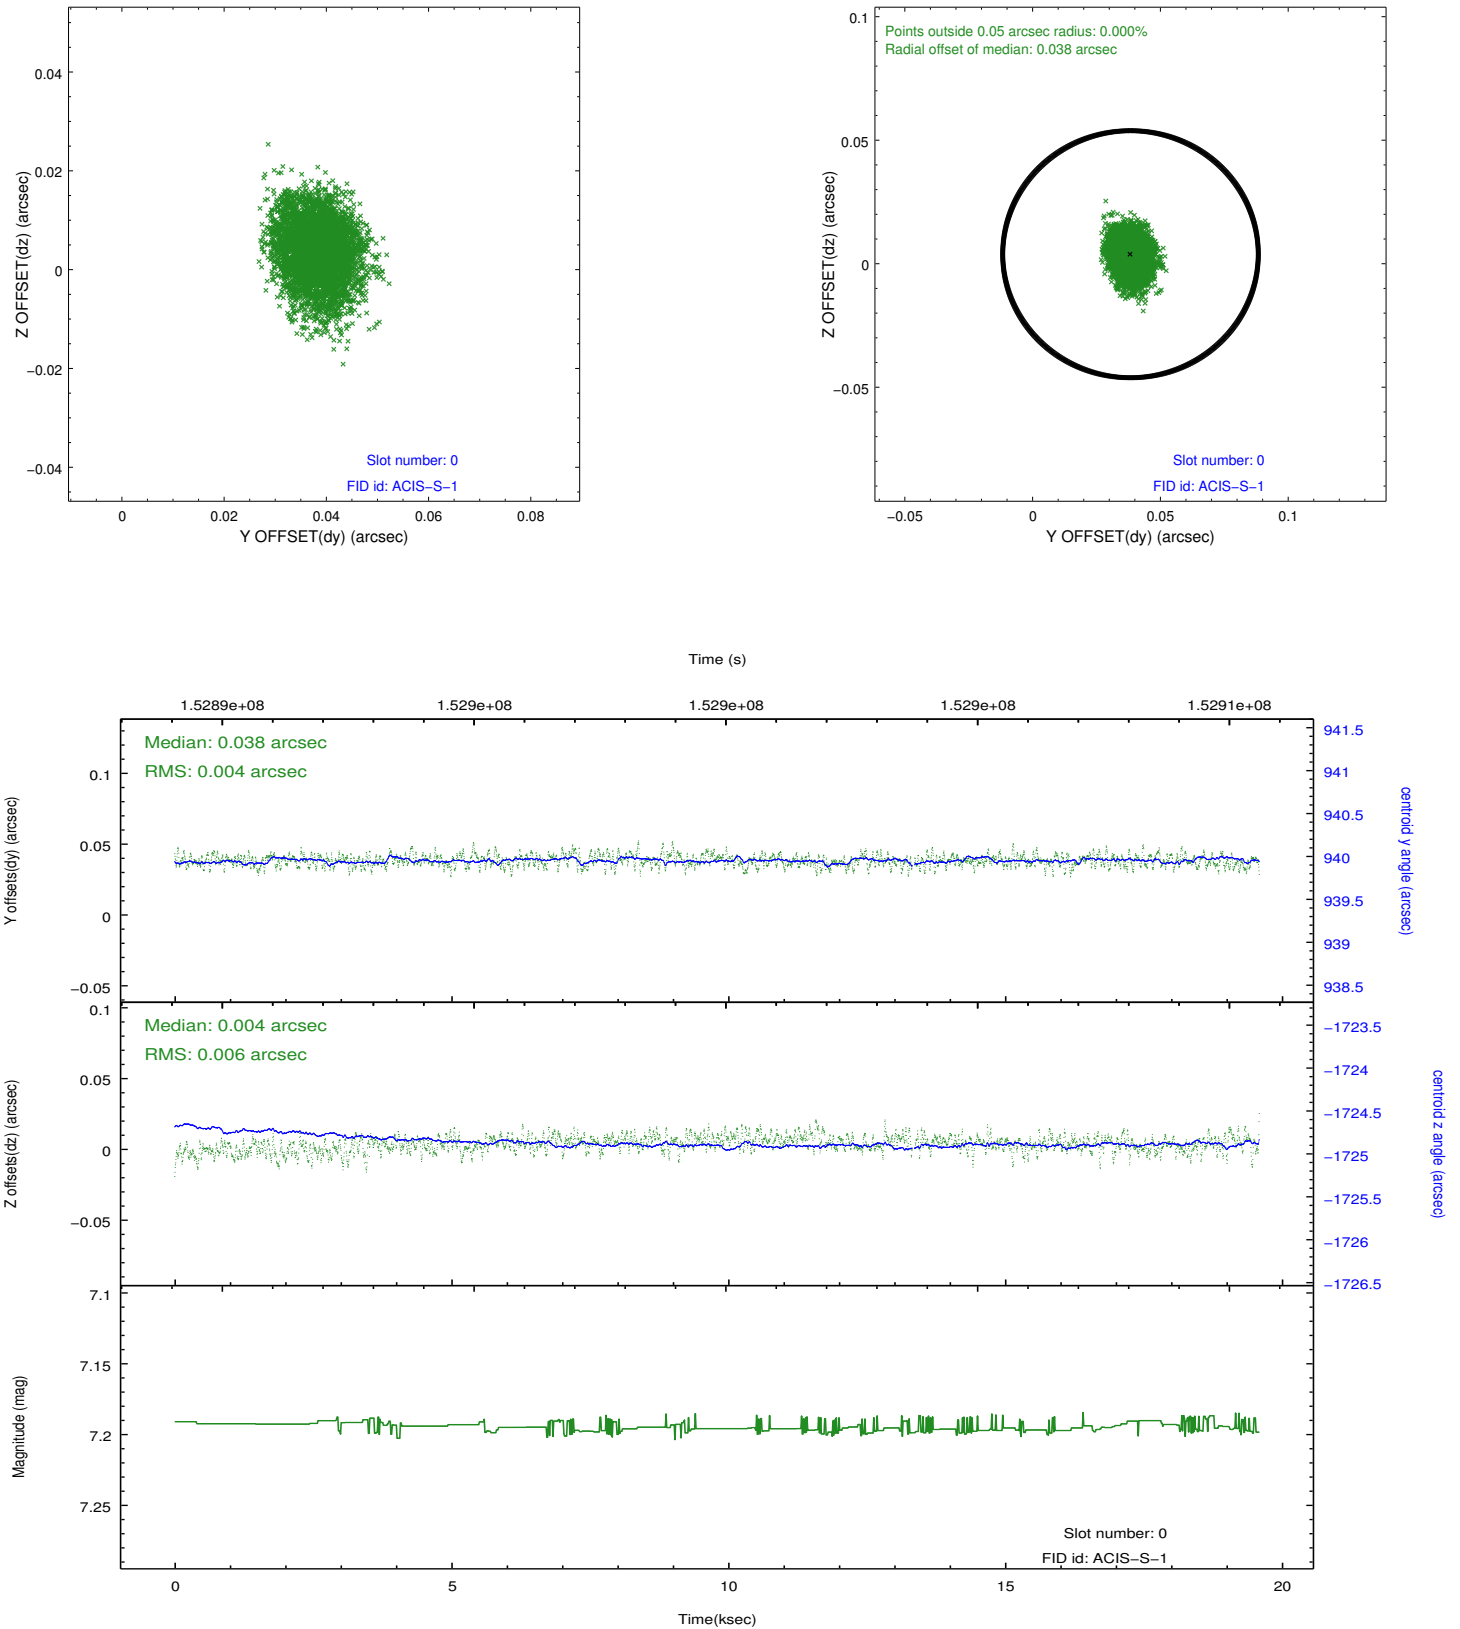 0.04
0.02
0
−0.02
−0.04
Z OFFSET(dz) (arcsec)
Slot number: 0
FID id: ACIS−S−1
0
0.02
0.04
0.06
0.08
Y OFFSET(dy) (arcsec)
Points outside 0.05 arcsec radius: 0.000%
Radial offset of median: 0.038 arcsec
0.1
0.05
0
−0.05
Z OFFSET(dz) (arcsec)
Slot number: 0
FID id: ACIS−S−1
−0.05
0
0.05
0.1
Y OFFSET(dy) (arcsec)
Time (s)
1.5289e+08
1.529e+08
1.529e+08
1.529e+08
1.5291e+08
Median: 0.038 arcsec
RMS: 0.004 arcsec
0.1
0.05
0
−0.05
Y offsets(dy) (arcsec)
941.5
941
940.5
940
939.5
939
938.5
centroid y angle (arcsec)
Median: 0.004 arcsec
RMS: 0.006 arcsec
0.1
0.05
0
−0.05
Z offsets(dz) (arcsec)
−1723.5
−1724
−1724.5
−1725
−1725.5
−1726
−1726.5
centroid z angle (arcsec)
7.1
7.15
7.2
7.25
Magnitude (mag)
Slot number: 0
FID id: ACIS−S−1
0
5
10
15
20
Time(ksec)